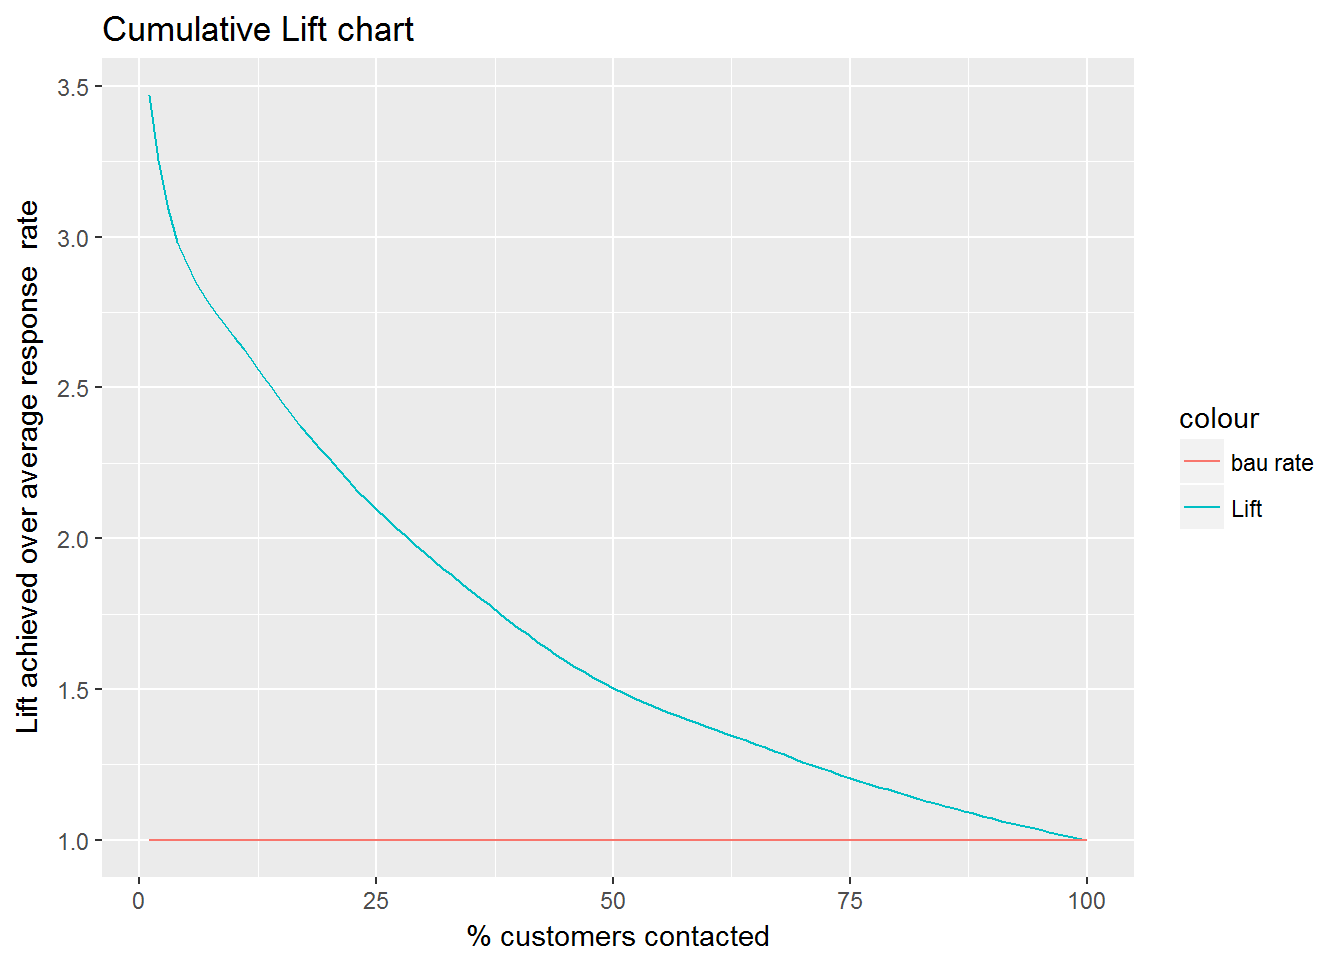 Cumulative Lift chart
3.5
3.0
2.5
2.0
1.5
1.0
Lift achieved over average response  rate
0 25 50 75 100
% customers contacted
colour
bau rate
Lift